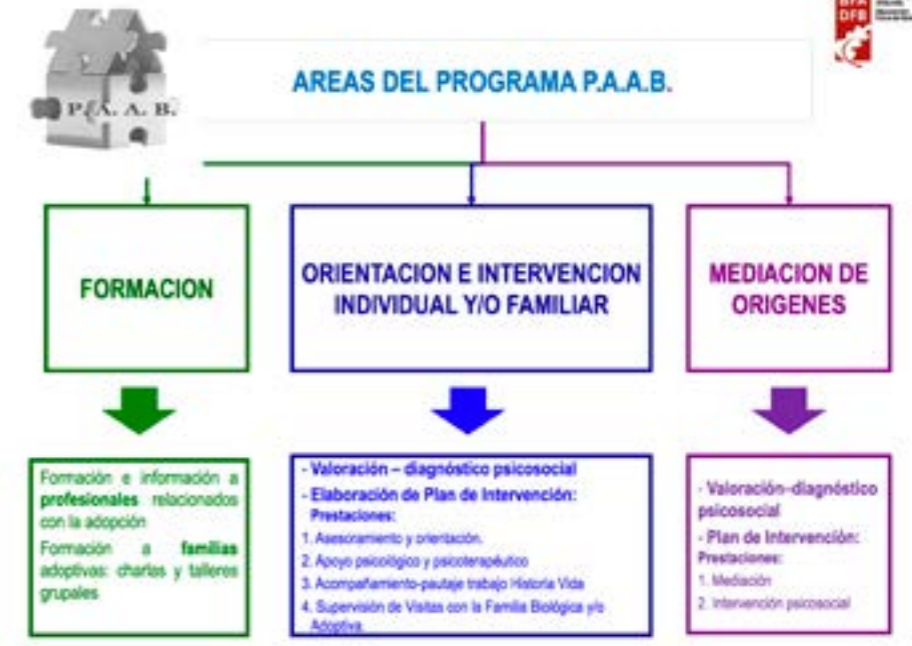 BFA
DFB
P. A. A. B.
AREAS DEL PROGRAMA P.A.A.B.
FORMACION
ORIENTACION E INTERVENCION
INDIVIDUAL Y/O FAMILIAR
MEDIACION DE
ORIGENES
Formación e información a
profesionales relacionados
con la adopción
Formación a familias
adoptivas: charlas y talleres
grupales
- Valoración – diagnóstico psicosocial
- Elaboración de Plan de Intervención:
Prestaciones:
1. Asesoramiento y orientación.
2. Apoyo psicológico y psicoterapéutico
3. Acompañamiento-pautaje trabajo Historia Vida
4. Supervisión de Visitas con la Familia Biológica y/o
Adoptiva.
- Valoración–diagnóstico
psicosocial
- Plan de Intervención:
Prestaciones:
1. Mediación
2. Intervención psicosocial